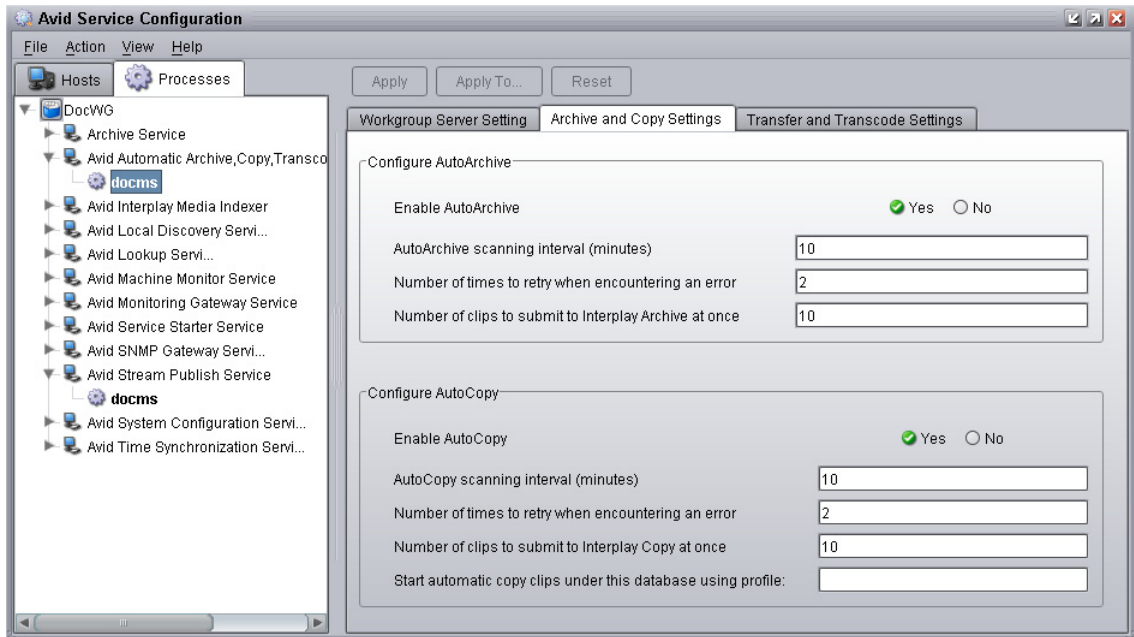 Avid Service Configuration
File Action View Help
Hosts Processes
DocWG
Archive Service
Avid Automatic Archive,Copy,Transco
docms
Avid Interplay Media Indexer
Avid Local Discovery Servi...
Avid Lookup Servi...
Avid Machine Monitor Service
Avid Monitoring Gateway Service
Avid Service Starter Service
Avid SNMP Gateway Servi...
Avid Stream Publish Service
docms
Avid System Configuration Servi...
Avid Time Synchronization Servi...
Apply Apply To... Reset
Workgroup Server Setting Archive and Copy Settings Transfer and Transcode Settings
Configure AutoArchive
Enable AutoArchive Yes No
AutoArchive scanning interval (minutes) 10
Number of times to retry when encountering an error 2
Number of clips to submit to Interplay Archive at once 10
Configure AutoCopy
Enable AutoCopy Yes No
AutoCopy scanning interval (minutes) 10
Number of times to retry when encountering an error 2
Number of clips to submit to Interplay Copy at once 10
Start automatic copy clips under this database using profile: